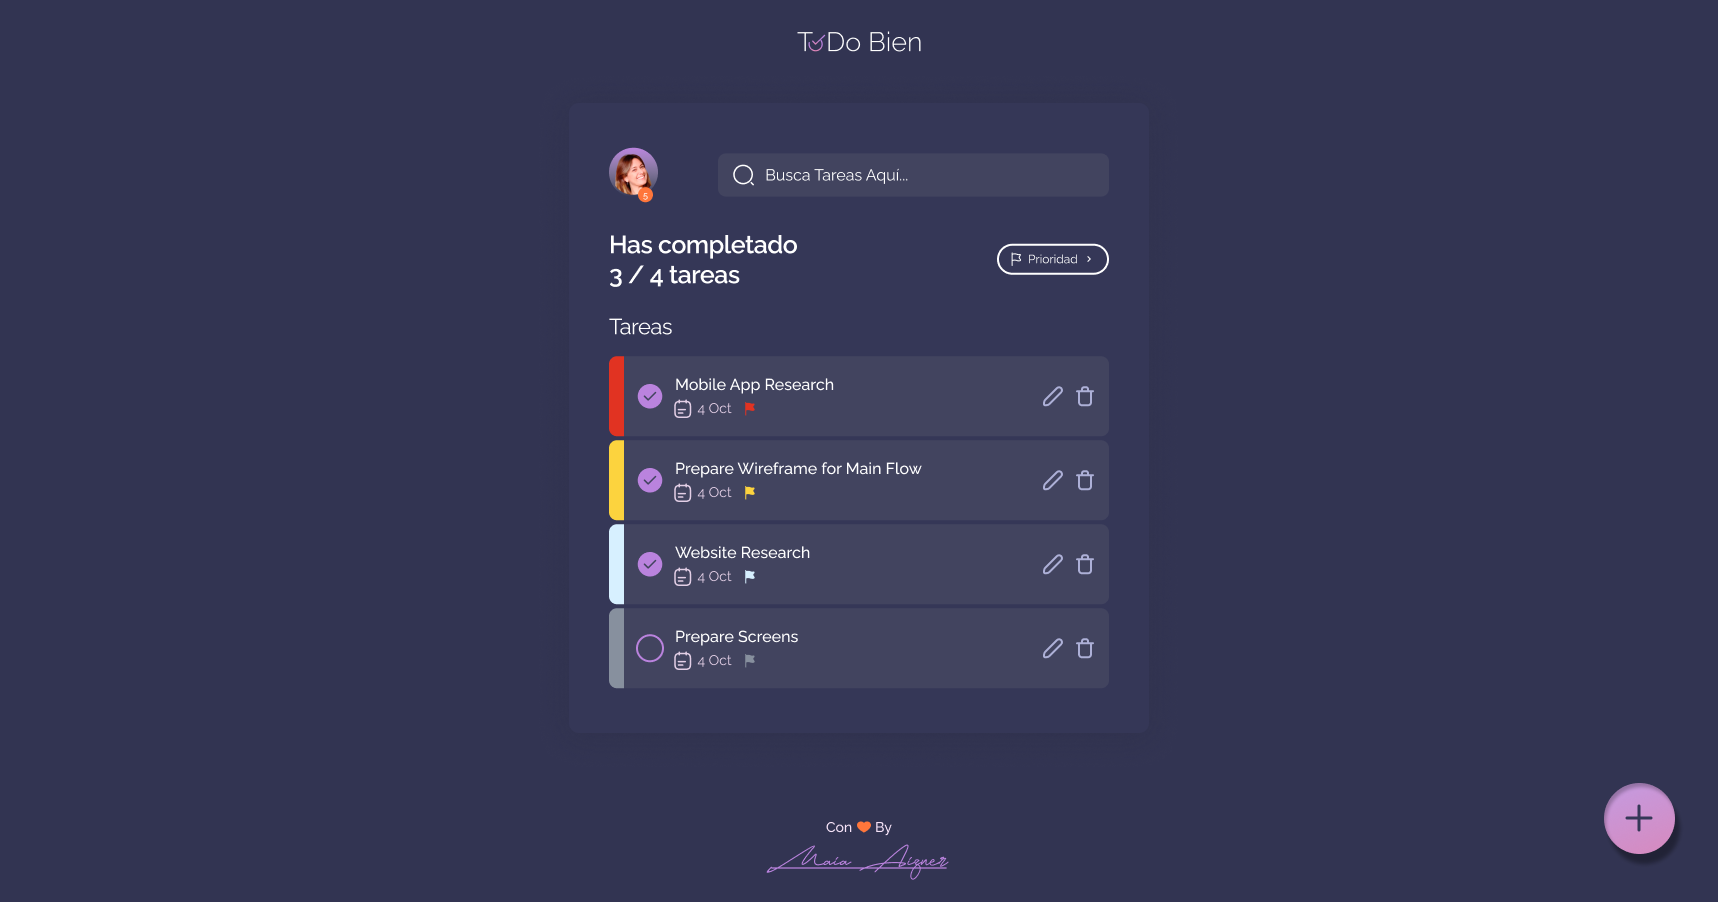 ToDo Bien
Busca Tareas Aquí...
5
Has completado
3 / 4 tareas
Prioridad
Tareas
Mobile App Research
4 Oct
Prepare Wireframe for Main Flow
4 Oct
Website Research
4 Oct
Prepare Screens
4 Oct
Con By
Maia Aizner